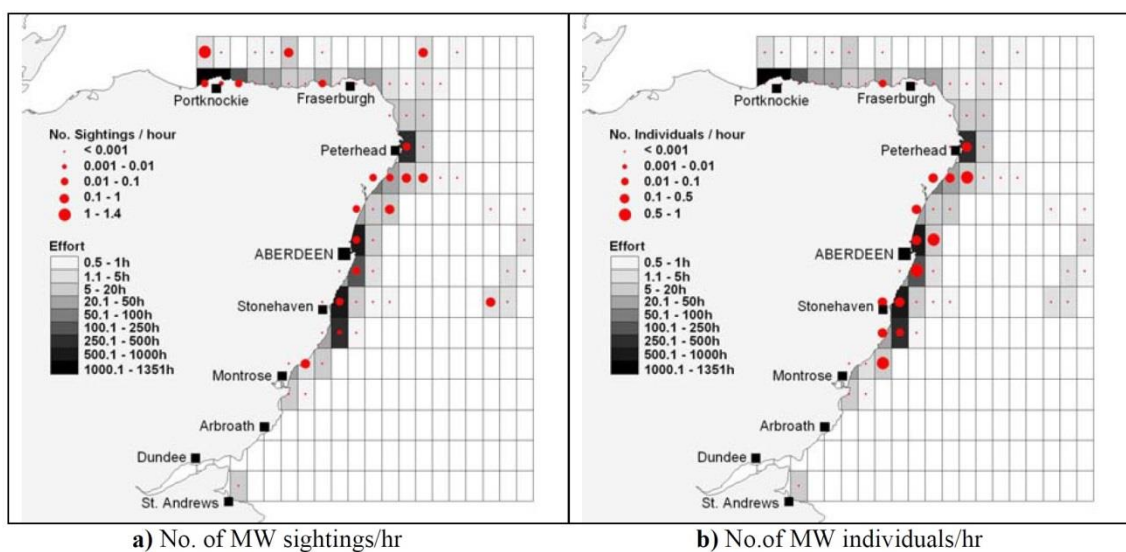 Portknockie
Fraserburgh
No. Sightings / hour
< 0.001
0.001 - 0.01
0.01 - 0.1
0.1 - 1
1 - 1.4
Peterhead
ABERDEEN
Effort
0.5 - 1h
1.1 - 5h
5 - 20h
20.1 - 50h
50.1 - 100h
100.1 - 250h
250.1 - 500h
500.1 - 1000h
1000.1 - 1351h
Stonehaven
Montrose
Arbroath
Dundee
St. Andrews
a) No. of MW sightings/hr
Portknockie
Fraserburgh
No. Individuals / hour
< 0.001
0.001 - 0.01
0.01 - 0.1
0.1 - 0.5
0.5 - 1
Peterhead
ABERDEEN
Effort
0.5 - 1h
1.1 - 5h
5 - 20h
20.1 - 50h
50.1 - 100h
100.1 - 250h
250.1 - 500h
500.1 - 1000h
1000.1 - 1351h
Stonehaven
Montrose
Arbroath
Dundee
St. Andrews
b) No.of MW individuals/hr